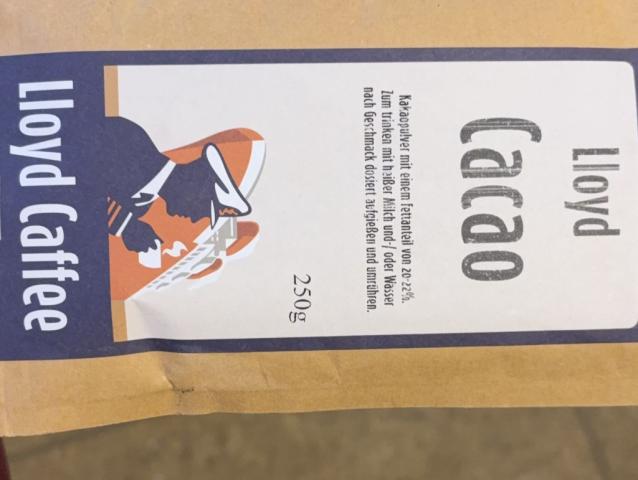 Lloyd
Cacao
Kakaopulver mit einem Fettanteil von 20-22%.
Zum trinken mit heißer Milch und-/ oder Wasser
nach Geschmack dosiert aufgießen und umrühren.
250g
Lloyd Caffee